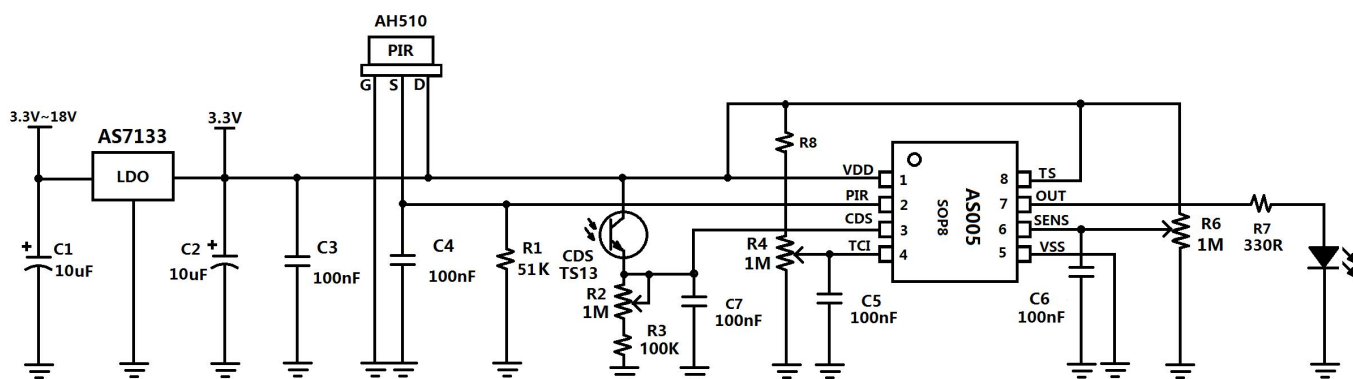 AH510
PIR
G S D
3.3V~18V
AS7133
LDO
3.3V
C1
10uF
C2
10uF
C3
100nF
C4
100nF
R1
51K
CDS
TS13
R2
1M
R3
100K
C7
100nF
R8
R4
1M
C5
100nF
VDD
PIR
CDS
TCI
1
2
3
4
AS005
SOP8
8
7
6
5
TS
OUT
SENS
VSS
C6
100nF
R6
1M
R7
330R